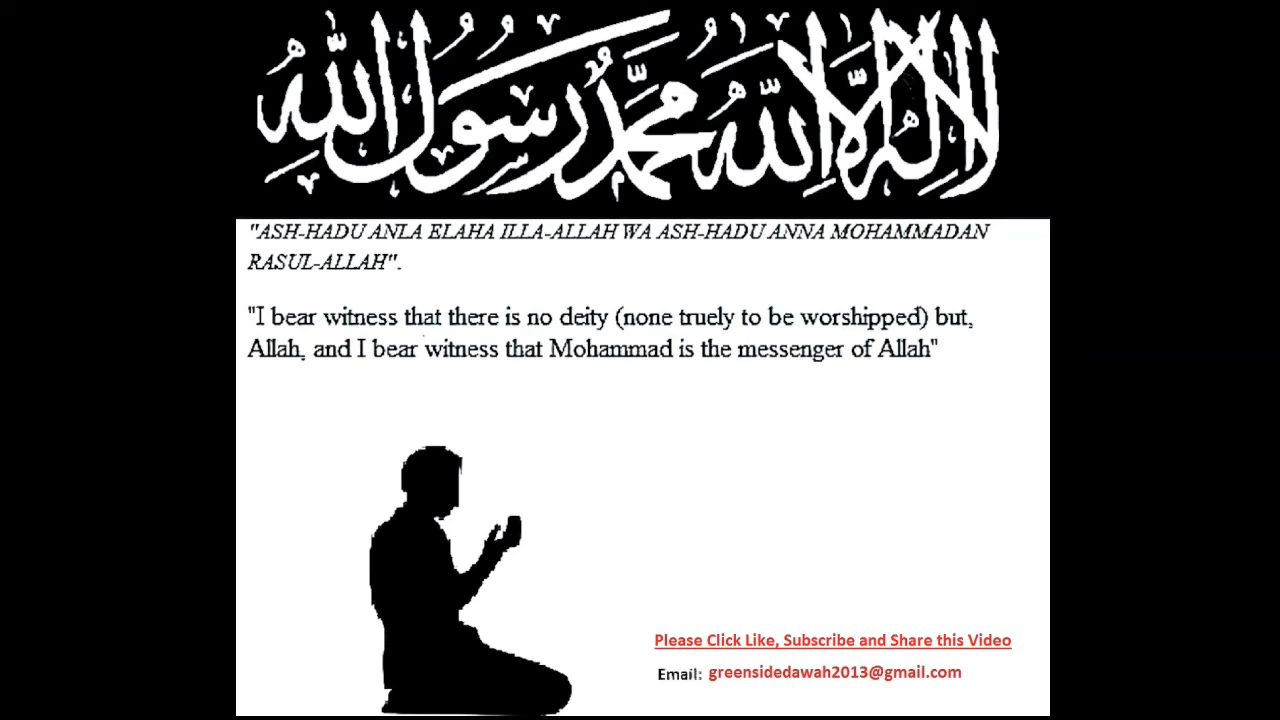 لا إله إلا الله محمد رسول الله
"ASH-HADU ANLA ELAHA ILLA-ALLAH WA ASH-HADU ANNA MOHAMMADAN
RASUL-ALLAH".
"I bear witness that there is no deity (none truely to be worshipped) but,
Allah, and I bear witness that Mohammad is the messenger of Allah"
Please Click Like, Subscribe and Share this Video
Email: greensidedawah2013@gmail.com